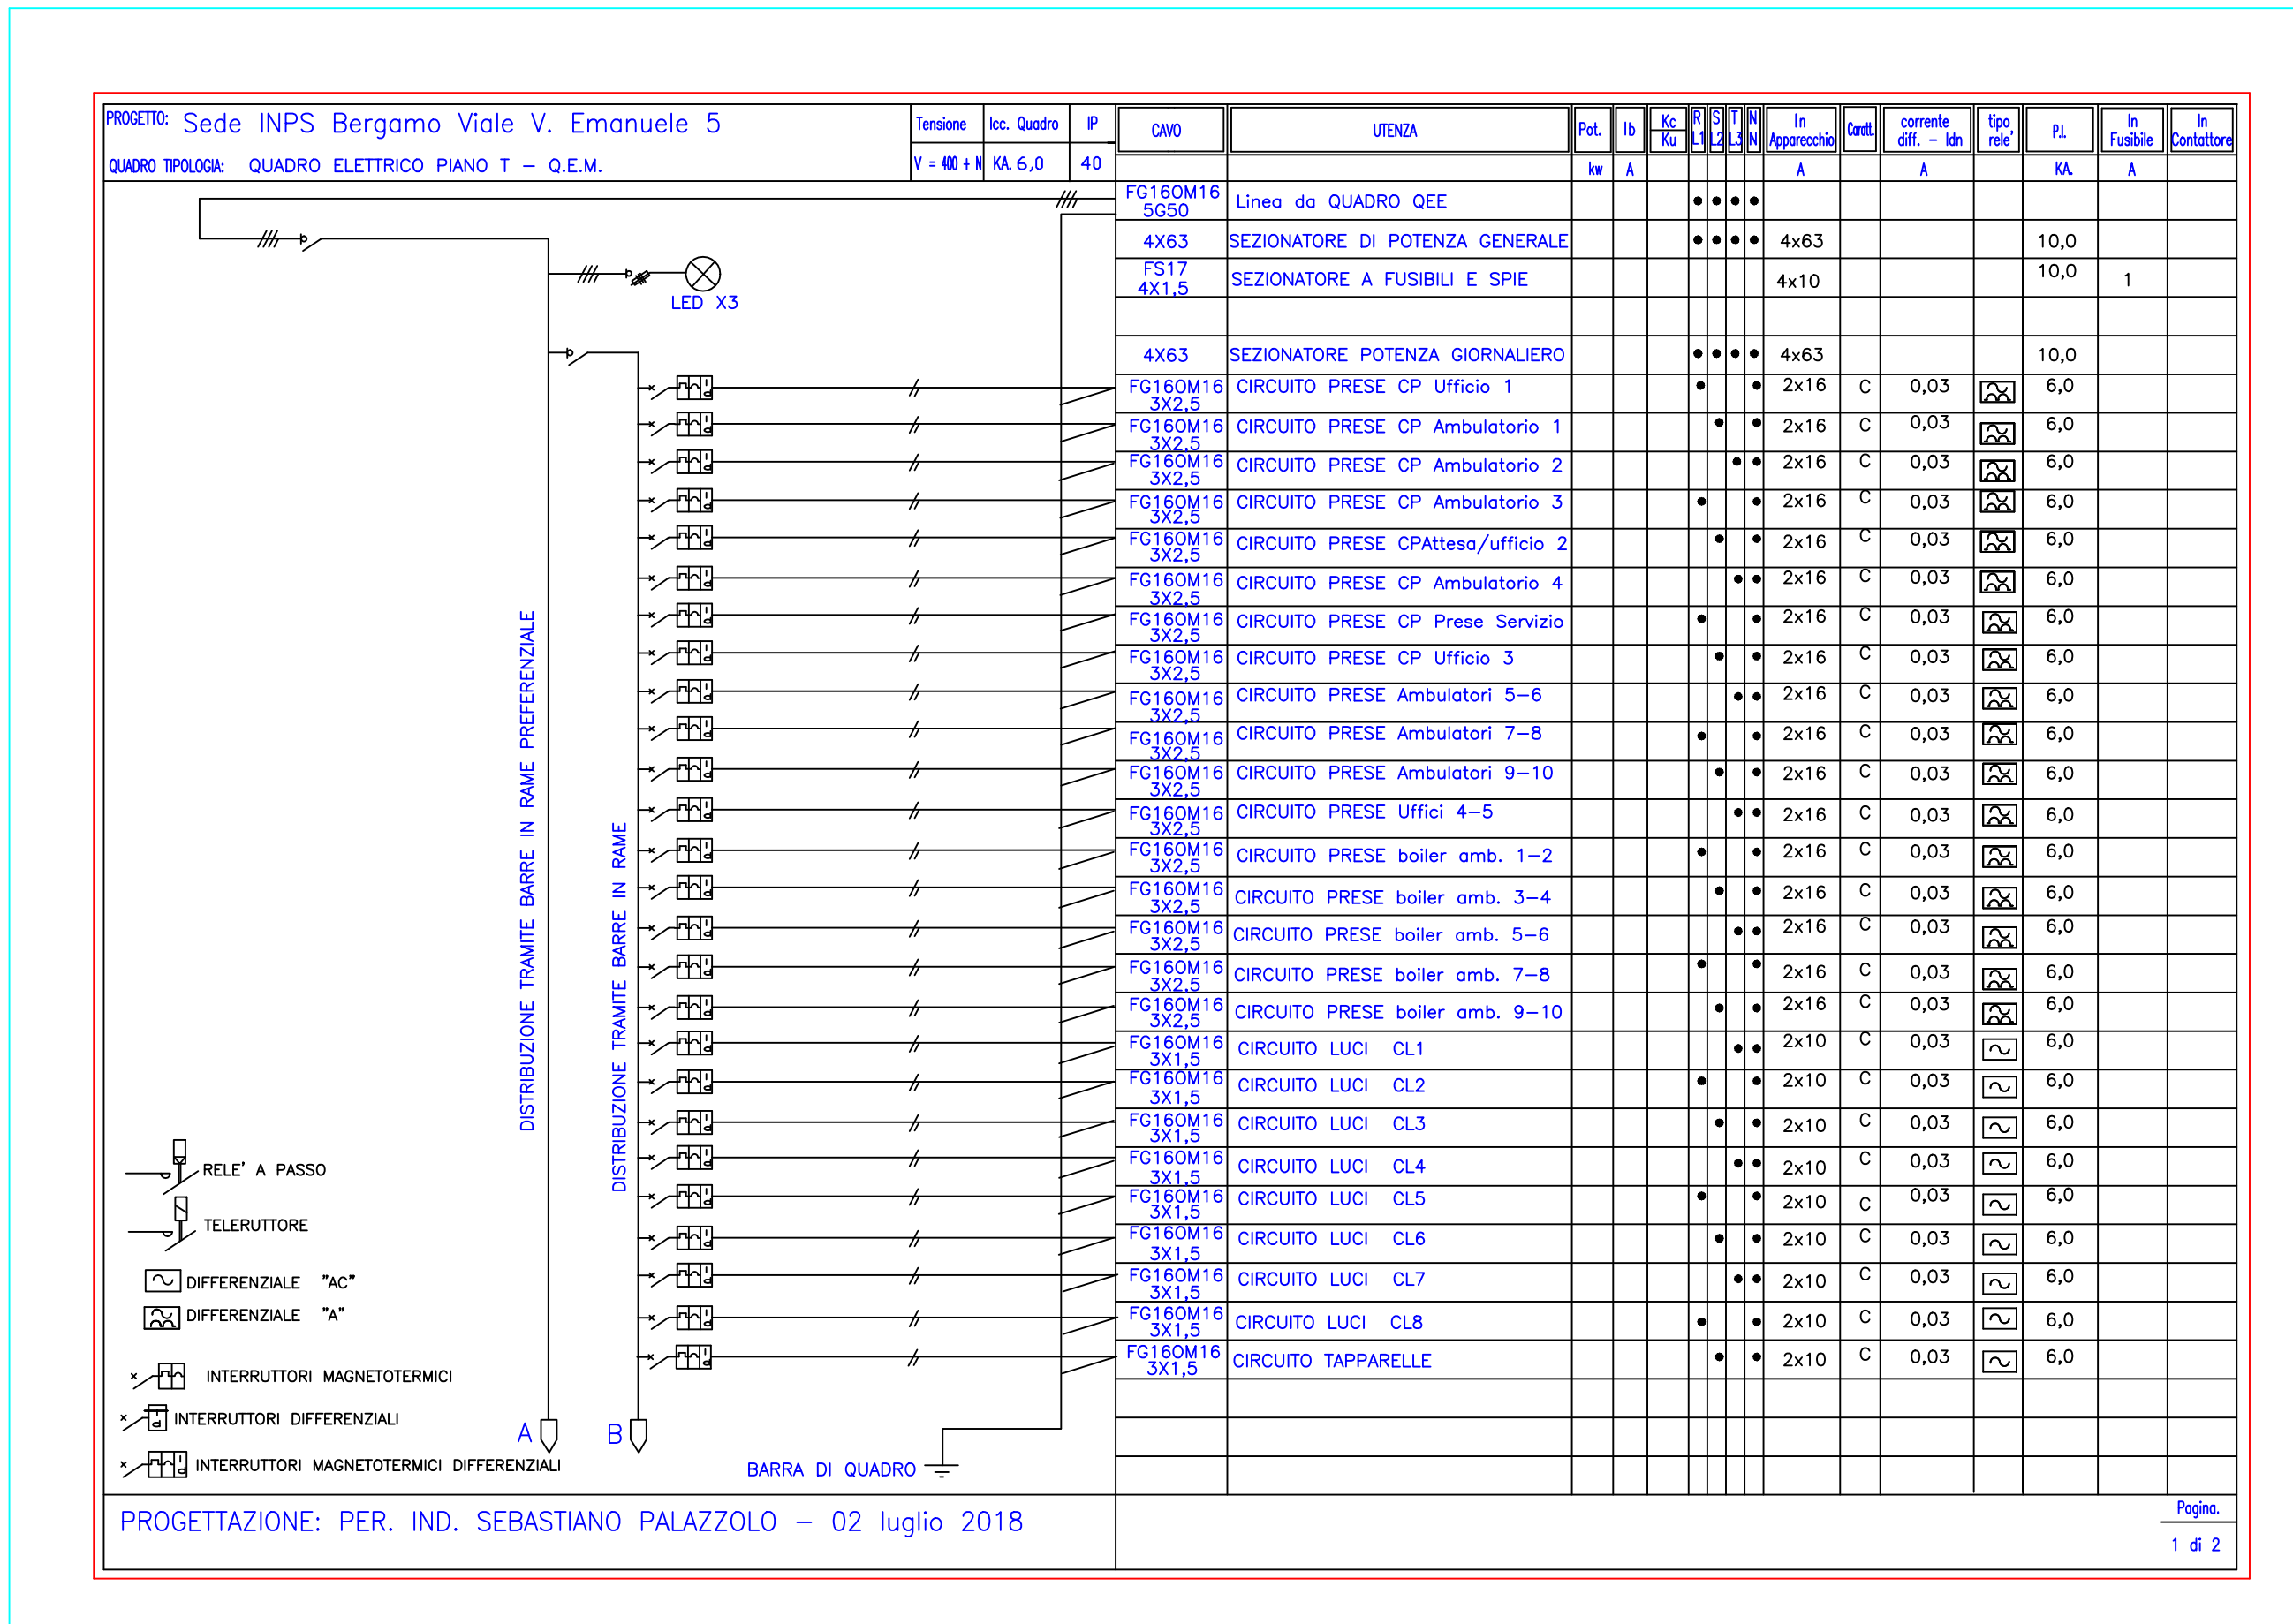 PROGETTO: Sede INPS Bergamo Viale V. Emanuele 5
QUADRO TIPOLOGIA: QUADRO ELETTRICO PIANO T – Q.E.M.
Tensione Icc. Quadro IP
V = 400 + N KA. 6,0 40
CAVO UTENZA Pot. Ib Kc Ku R L1 S L2 T L3 N N In Apparecchio Caratt. corrente diff. – Idn tipo rele' P.I. In Fusibile In Contattore
kw A A A KA. A
FG16OM16 5G50 Linea da QUADRO QEE
4X63 SEZIONATORE DI POTENZA GENERALE 4x63 10,0
FS17 4X1,5 SEZIONATORE A FUSIBILI E SPIE 4x10 10,0 1
4X63 SEZIONATORE POTENZA GIORNALIERO 4x63 10,0
FG16OM16 3X2,5 CIRCUITO PRESE CP Ufficio 1 2x16 C 0,03 6,0
FG16OM16 3X2,5 CIRCUITO PRESE CP Ambulatorio 1 2x16 C 0,03 6,0
FG16OM16 3X2,5 CIRCUITO PRESE CP Ambulatorio 2 2x16 C 0,03 6,0
FG16OM16 3X2,5 CIRCUITO PRESE CP Ambulatorio 3 2x16 C 0,03 6,0
FG16OM16 3X2,5 CIRCUITO PRESE CPAttesa/ufficio 2 2x16 C 0,03 6,0
FG16OM16 3X2,5 CIRCUITO PRESE CP Ambulatorio 4 2x16 C 0,03 6,0
FG16OM16 3X2,5 CIRCUITO PRESE CP Prese Servizio 2x16 C 0,03 6,0
FG16OM16 3X2,5 CIRCUITO PRESE CP Ufficio 3 2x16 C 0,03 6,0
FG16OM16 3X2,5 CIRCUITO PRESE Ambulatori 5–6 2x16 C 0,03 6,0
FG16OM16 3X2,5 CIRCUITO PRESE Ambulatori 7–8 2x16 C 0,03 6,0
FG16OM16 3X2,5 CIRCUITO PRESE Ambulatori 9–10 2x16 C 0,03 6,0
FG16OM16 3X2,5 CIRCUITO PRESE Uffici 4–5 2x16 C 0,03 6,0
FG16OM16 3X2,5 CIRCUITO PRESE boiler amb. 1–2 2x16 C 0,03 6,0
FG16OM16 3X2,5 CIRCUITO PRESE boiler amb. 3–4 2x16 C 0,03 6,0
FG16OM16 3X2,5 CIRCUITO PRESE boiler amb. 5–6 2x16 C 0,03 6,0
FG16OM16 3X2,5 CIRCUITO PRESE boiler amb. 7–8 2x16 C 0,03 6,0
FG16OM16 3X2,5 CIRCUITO PRESE boiler amb. 9–10 2x16 C 0,03 6,0
FG16OM16 3X1,5 CIRCUITO LUCI CL1 2x10 C 0,03 6,0
FG16OM16 3X1,5 CIRCUITO LUCI CL2 2x10 C 0,03 6,0
FG16OM16 3X1,5 CIRCUITO LUCI CL3 2x10 C 0,03 6,0
FG16OM16 3X1,5 CIRCUITO LUCI CL4 2x10 C 0,03 6,0
FG16OM16 3X1,5 CIRCUITO LUCI CL5 2x10 C 0,03 6,0
FG16OM16 3X1,5 CIRCUITO LUCI CL6 2x10 C 0,03 6,0
FG16OM16 3X1,5 CIRCUITO LUCI CL7 2x10 C 0,03 6,0
FG16OM16 3X1,5 CIRCUITO LUCI CL8 2x10 C 0,03 6,0
FG16OM16 3X1,5 CIRCUITO TAPPARELLE 2x10 C 0,03 6,0
LED X3
DISTRIBUZIONE TRAMITE BARRE IN RAME PREFERENZIALE
DISTRIBUZIONE TRAMITE BARRE IN RAME
RELE' A PASSO
TELERUTTORE
DIFFERENZIALE "AC"
DIFFERENZIALE "A"
INTERRUTTORI MAGNETOTERMICI
INTERRUTTORI DIFFERENZIALI
INTERRUTTORI MAGNETOTERMICI DIFFERENZIALI
A
B
BARRA DI QUADRO
PROGETTAZIONE: PER. IND. SEBASTIANO PALAZZOLO – 02 luglio 2018
Pagina.
1 di 2